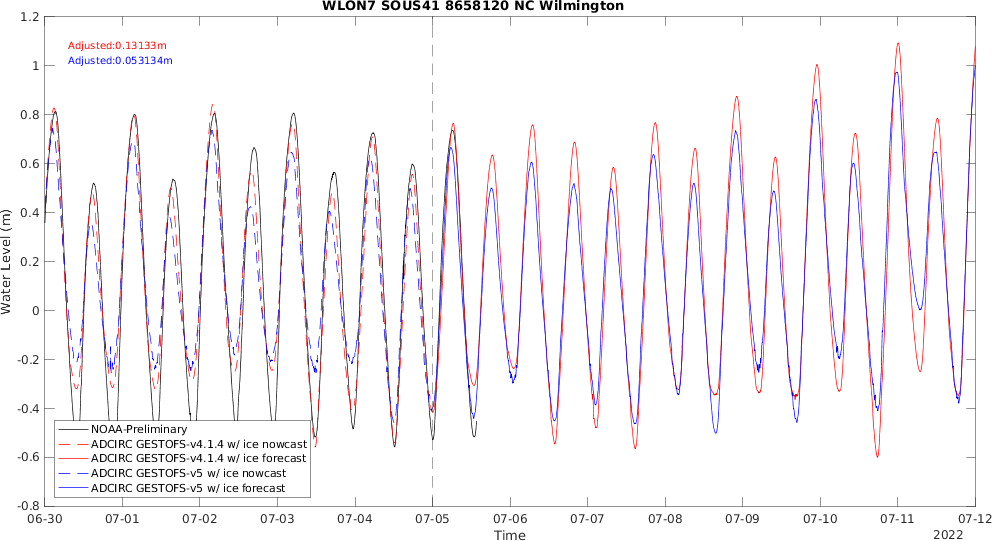 WLON7 SOUS41 8658120 NC Wilmington
Adjusted:0.13133m
Adjusted:0.053134m
Water Level (m)
1.2
1
0.8
0.6
0.4
0.2
0
-0.2
-0.4
-0.6
-0.8
NOAA-Preliminary
ADCIRC GESTOFS-v4.1.4 w/ ice nowcast
ADCIRC GESTOFS-v4.1.4 w/ ice forecast
ADCIRC GESTOFS-v5 w/ ice nowcast
ADCIRC GESTOFS-v5 w/ ice forecast
06-30 07-01 07-02 07-03 07-04 07-05 07-06 07-07 07-08 07-09 07-10 07-11 07-12
Time
2022